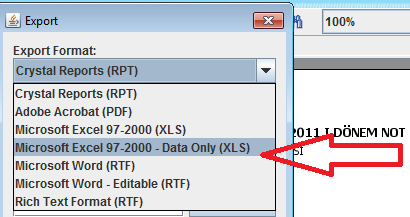 Export
100%
Export Format:
Crystal Reports (RPT)
Crystal Reports (RPT)
Adobe Acrobat (PDF)
Microsoft Excel 97-2000 (XLS)
2011 I.DÖNEM NOT
Microsoft Excel 97-2000 - Data Only (XLS)
Microsoft Word (RTF)
Microsoft Word - Editable (RTF)
Rich Text Format (RTF)